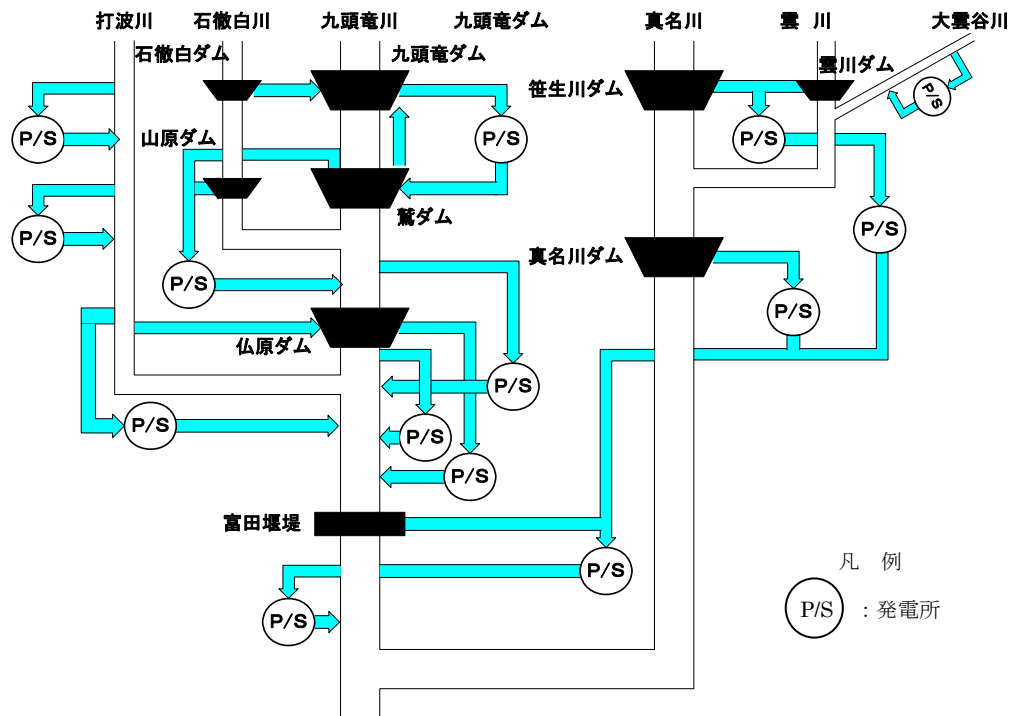 打波川 石徹白川 九頭竜川 九頭竜ダム 真名川 雲 川 大雲谷川
石徹白ダム 九頭竜ダム
雲川ダム
笹生川ダム
P/S
P/S
山原ダム
P/S
P/S
鷲ダム
P/S
P/S
真名川ダム
P/S
P/S
仏原ダム
P/S
P/S
P/S
P/S
富田堰堤
凡 例
P/S
P/S : 発電所
P/S